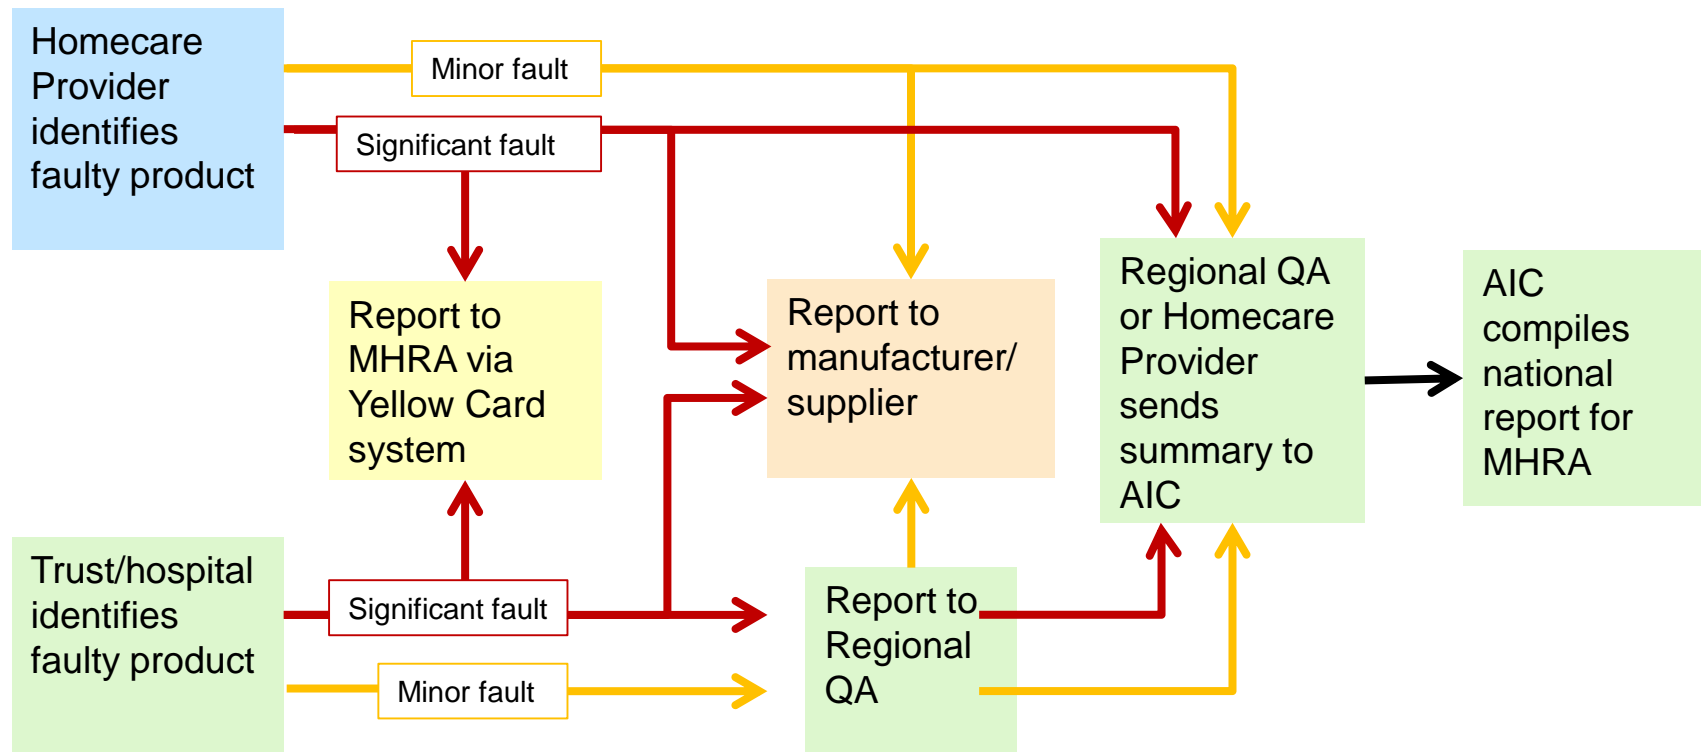 Homecare
Provider
identifies
faulty product
Minor fault
Significant fault
Report to
MHRA via
Yellow Card
system
Report to
manufacturer/
supplier
Regional QA
or Homecare
Provider
sends
summary to
AIC
AIC
compiles
national
report for
MHRA
Trust/hospital
identifies
faulty product
Significant fault
Minor fault
Report to
Regional
QA